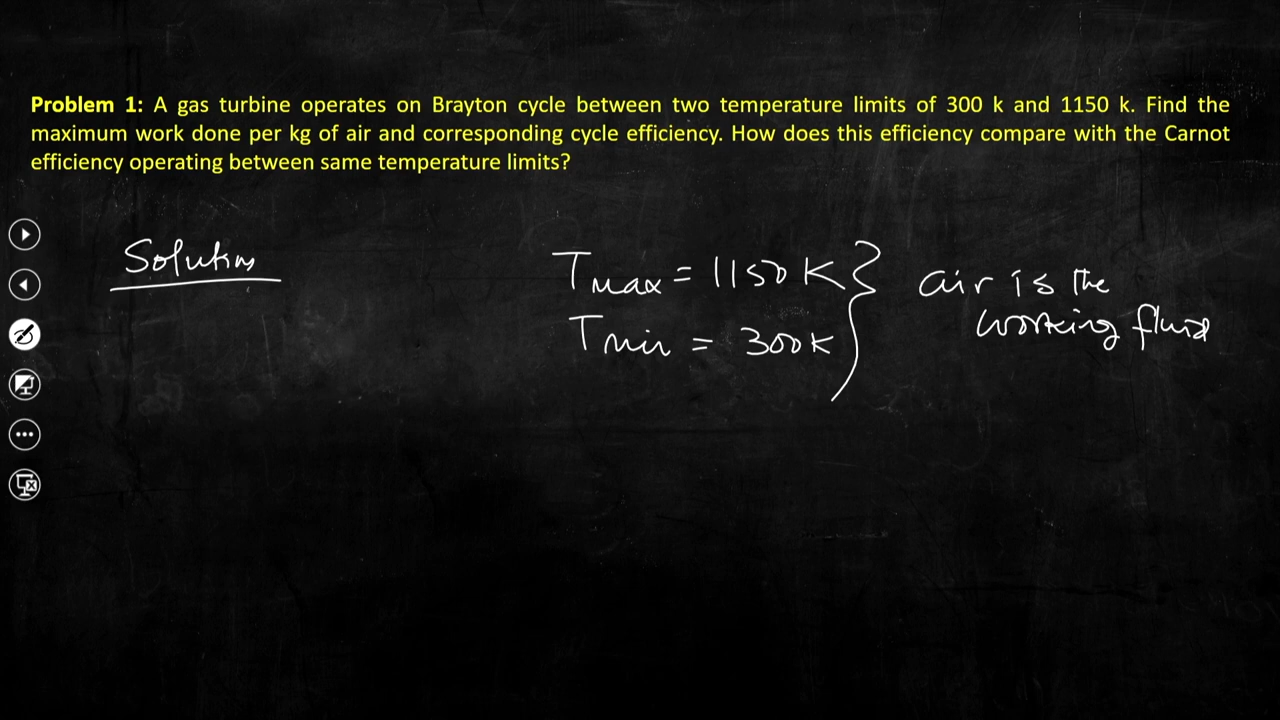 Problem 1: A gas turbine operates on Brayton cycle between two temperature limits of 300 k and 1150 k. Find the
maximum work done per kg of air and corresponding cycle efficiency. How does this efficiency compare with the Carnot
efficiency operating between same temperature limits?
Solution
Tmax = 1150 K } air is the
Tmin = 300K working fluid